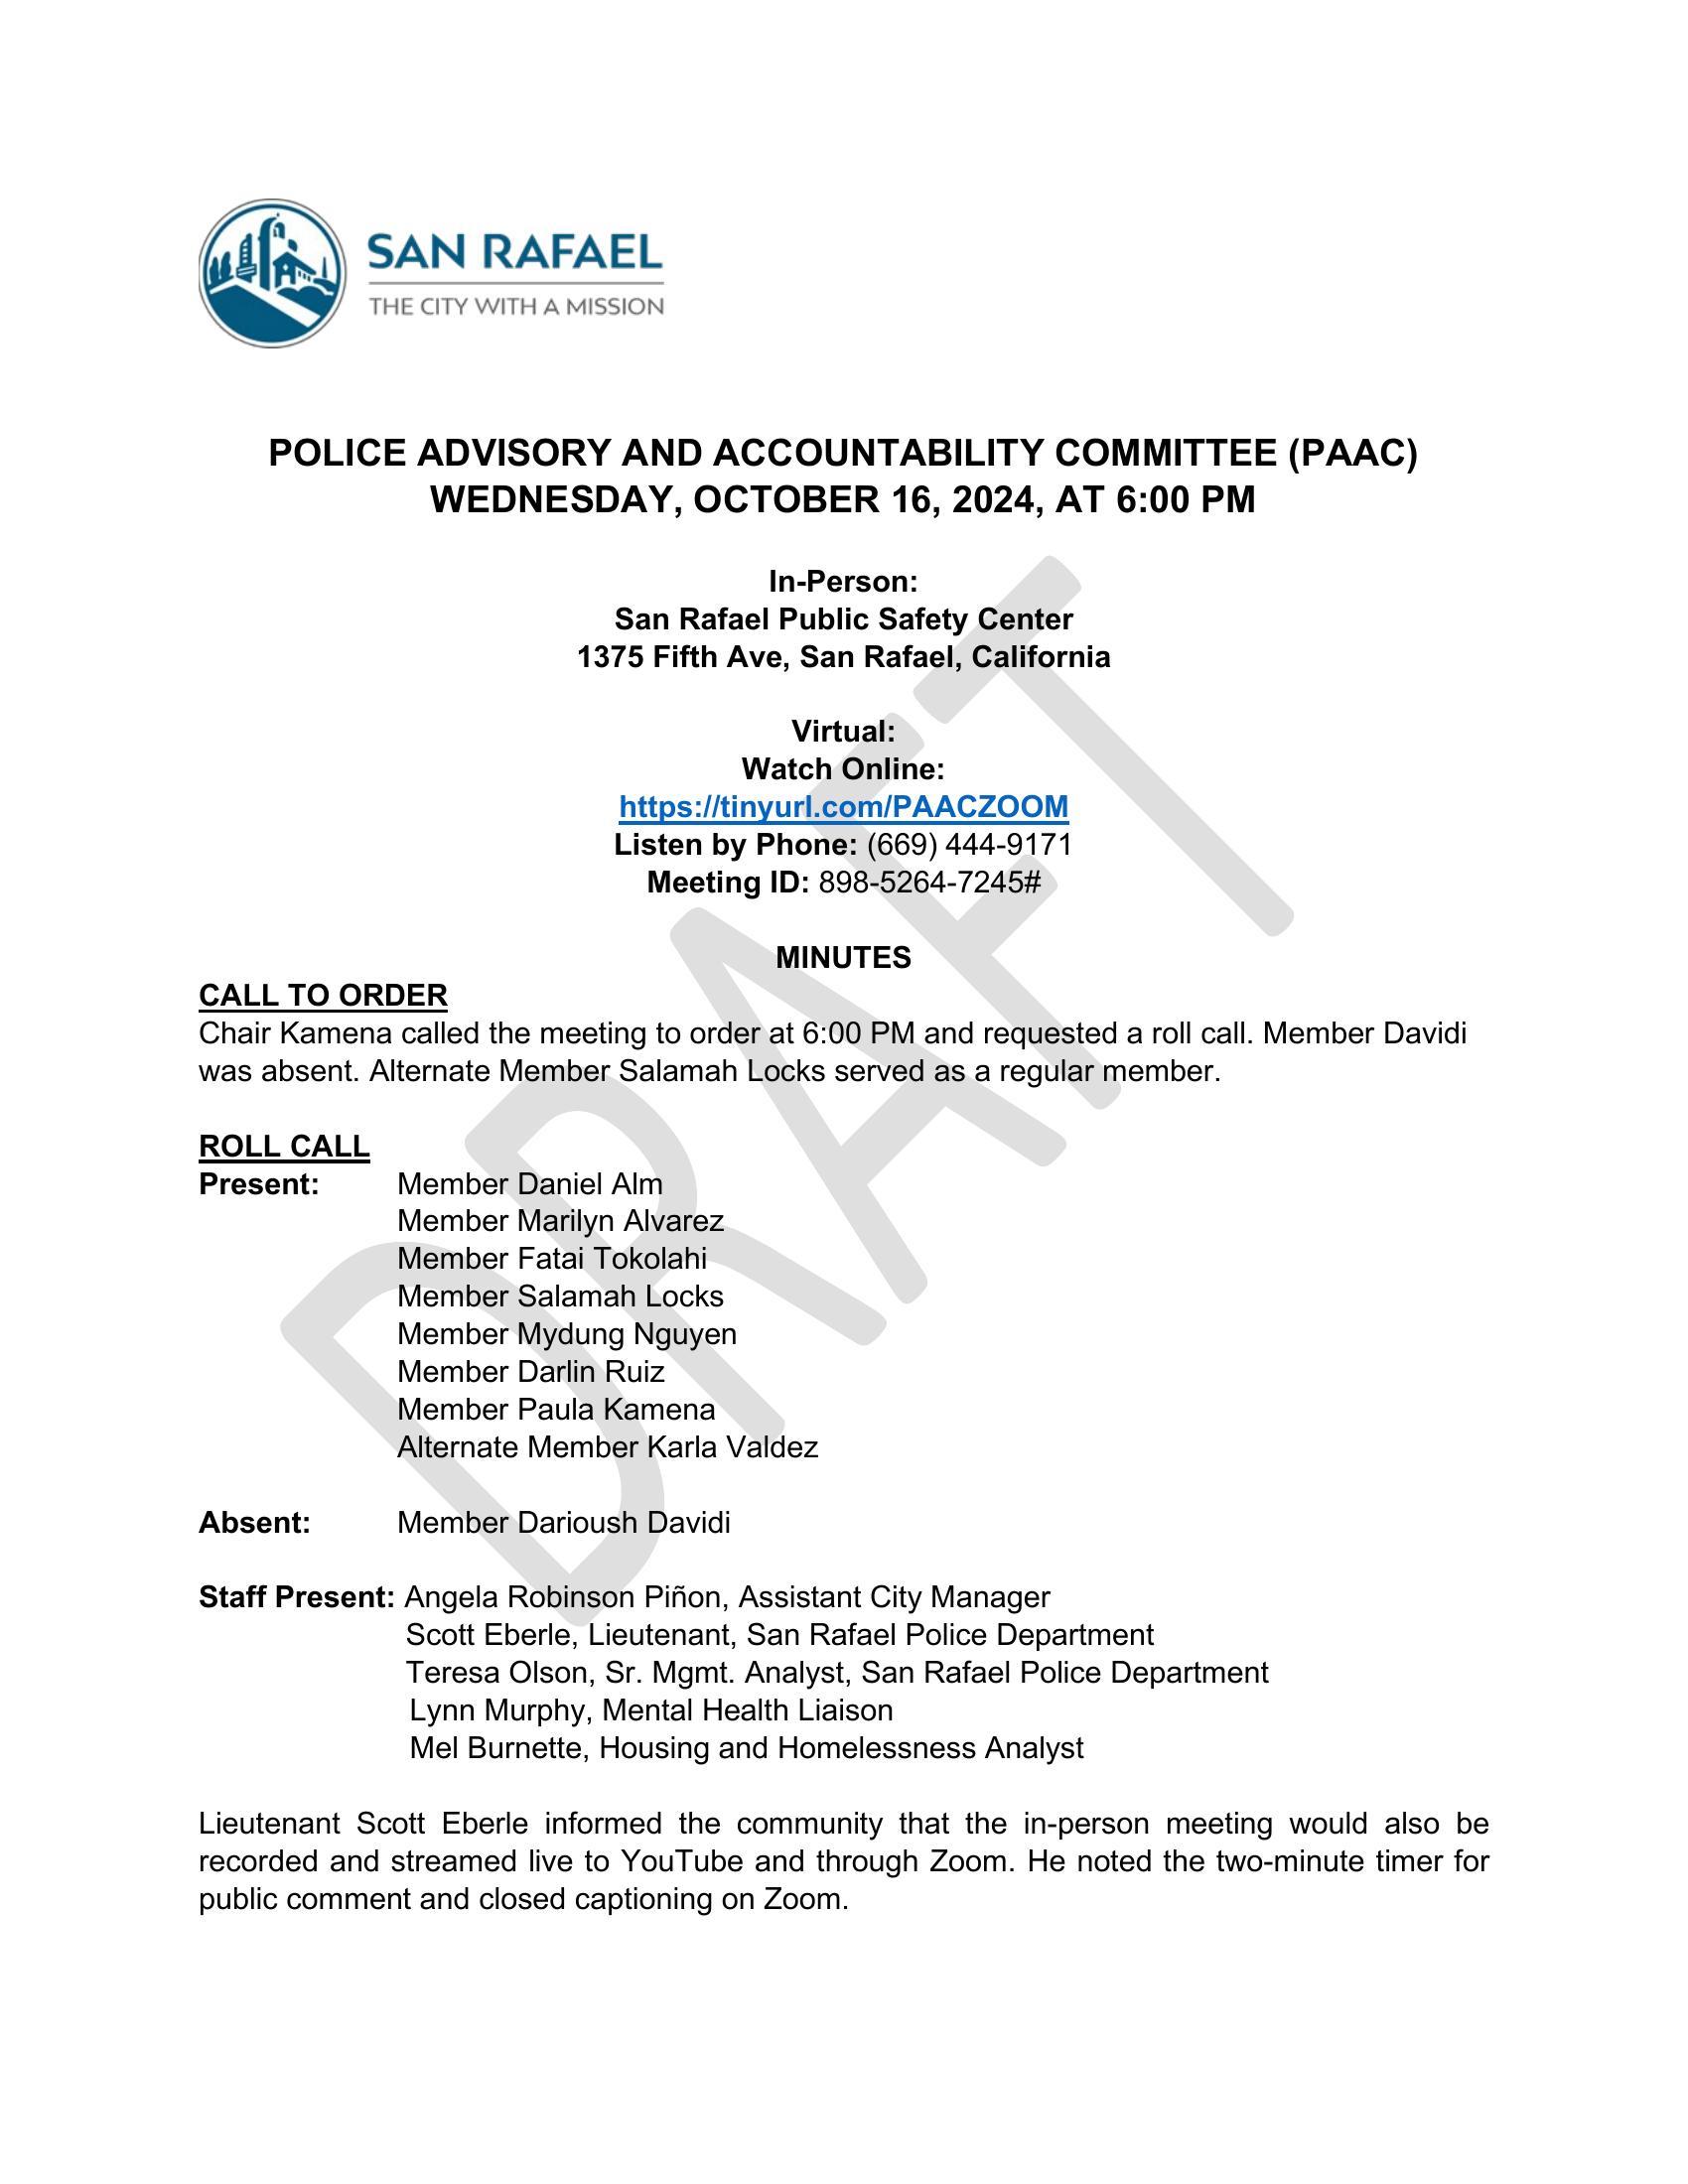 SAN RAFAEL
THE CITY WITH A MISSION
POLICE ADVISORY AND ACCOUNTABILITY COMMITTEE (PAAC)
WEDNESDAY, OCTOBER 16, 2024, AT 6:00 PM
In-Person:
San Rafael Public Safety Center
1375 Fifth Ave, San Rafael, California
Virtual:
Watch Online:
https://tinyurl.com/PAACZOOM
Listen by Phone: (669) 444-9171
Meeting ID: 898-5264-7245#
MINUTES
CALL TO ORDER
Chair Kamena called the meeting to order at 6:00 PM and requested a roll call. Member Davidi
was absent. Alternate Member Salamah Locks served as a regular member.
ROLL CALL
Present: Member Daniel Alm
Member Marilyn Alvarez
Member Fatai Tokolahi
Member Salamah Locks
Member Mydung Nguyen
Member Darlin Ruiz
Member Paula Kamena
Alternate Member Karla Valdez
Absent: Member Darioush Davidi
Staff Present: Angela Robinson Piñon, Assistant City Manager
Scott Eberle, Lieutenant, San Rafael Police Department
Teresa Olson, Sr. Mgmt. Analyst, San Rafael Police Department
Lynn Murphy, Mental Health Liaison
Mel Burnette, Housing and Homelessness Analyst
Lieutenant Scott Eberle informed the community that the in-person meeting would also be
recorded and streamed live to YouTube and through Zoom. He noted the two-minute timer for
public comment and closed captioning on Zoom.
DRAFT